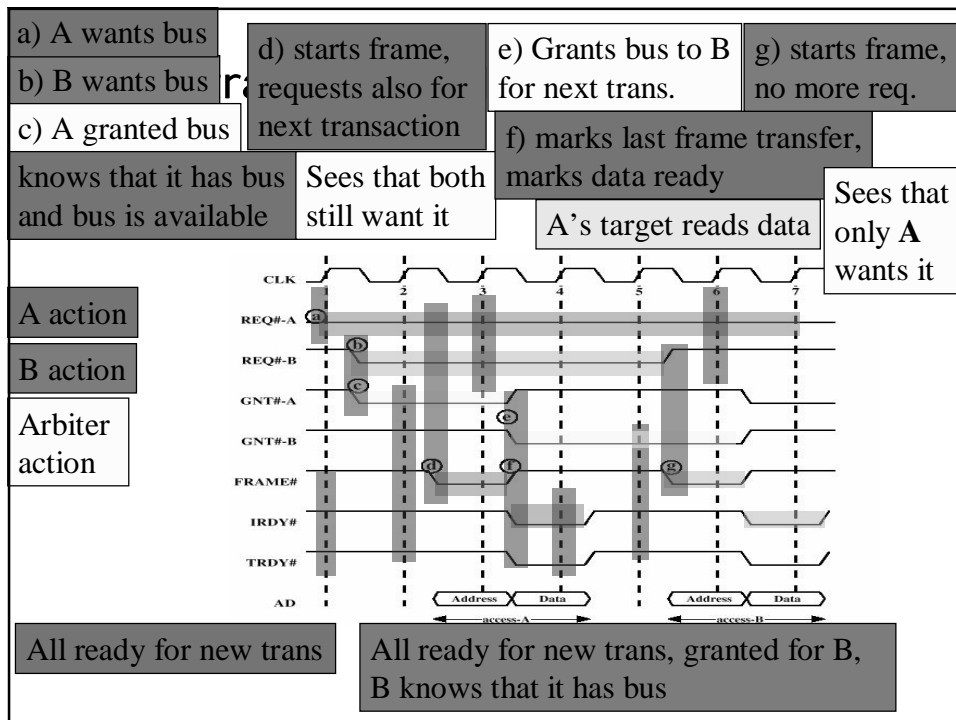 a) A wants bus
b) B wants bus
c) A granted bus
knows that it has bus
and bus is available
d) starts frame,
requests also for
next transaction
Sees that both
still want it
e) Grants bus to B
for next trans.
f) marks last frame transfer,
marks data ready
g) starts frame,
no more req.
A’s target reads data
Sees that
only A
wants it
CLK
1 2 3 4 5 6 7
A action
REQ#-A
a
B action
REQ#-B
b
Arbiter
action
GNT#-A
c
e
GNT#-B
FRAME#
d f g
IRDY#
TRDY#
AD
Address Data Address Data
access-A access-B
All ready for new trans
All ready for new trans, granted for B,
B knows that it has bus